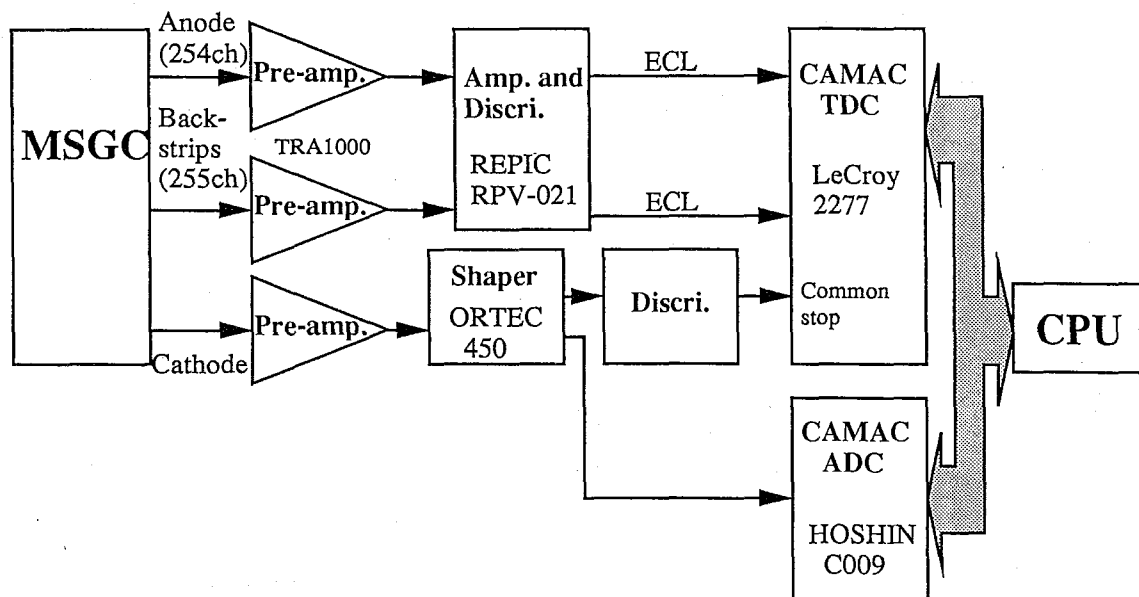 Anode
(254ch)
Pre-amp.
MSGC
Back-
strips
(255ch)
TRA1000
Pre-amp.
Cathode
Pre-amp.
Amp. and
Discri.
REPIC
RPV-021
ECL
ECL
Shaper
ORTEC
450
Discri.
CAMAC
TDC
LeCroy
2277
Common
stop
CAMAC
ADC
HOSHIN
C009
CPU